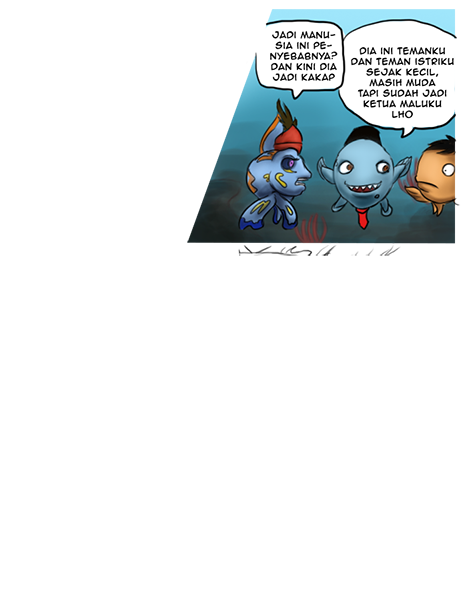 JADI MANU-
SIA INI PE-
NYEBABNYA?
DAN KINI DIA
JADI KAKAP
DIA INI TEMANKU
DAN TEMAN ISTRIKU
SEJAK KECIL,
MASIH MUDA
TAPI SUDAH JADI
KETUA MALUKU
LHO